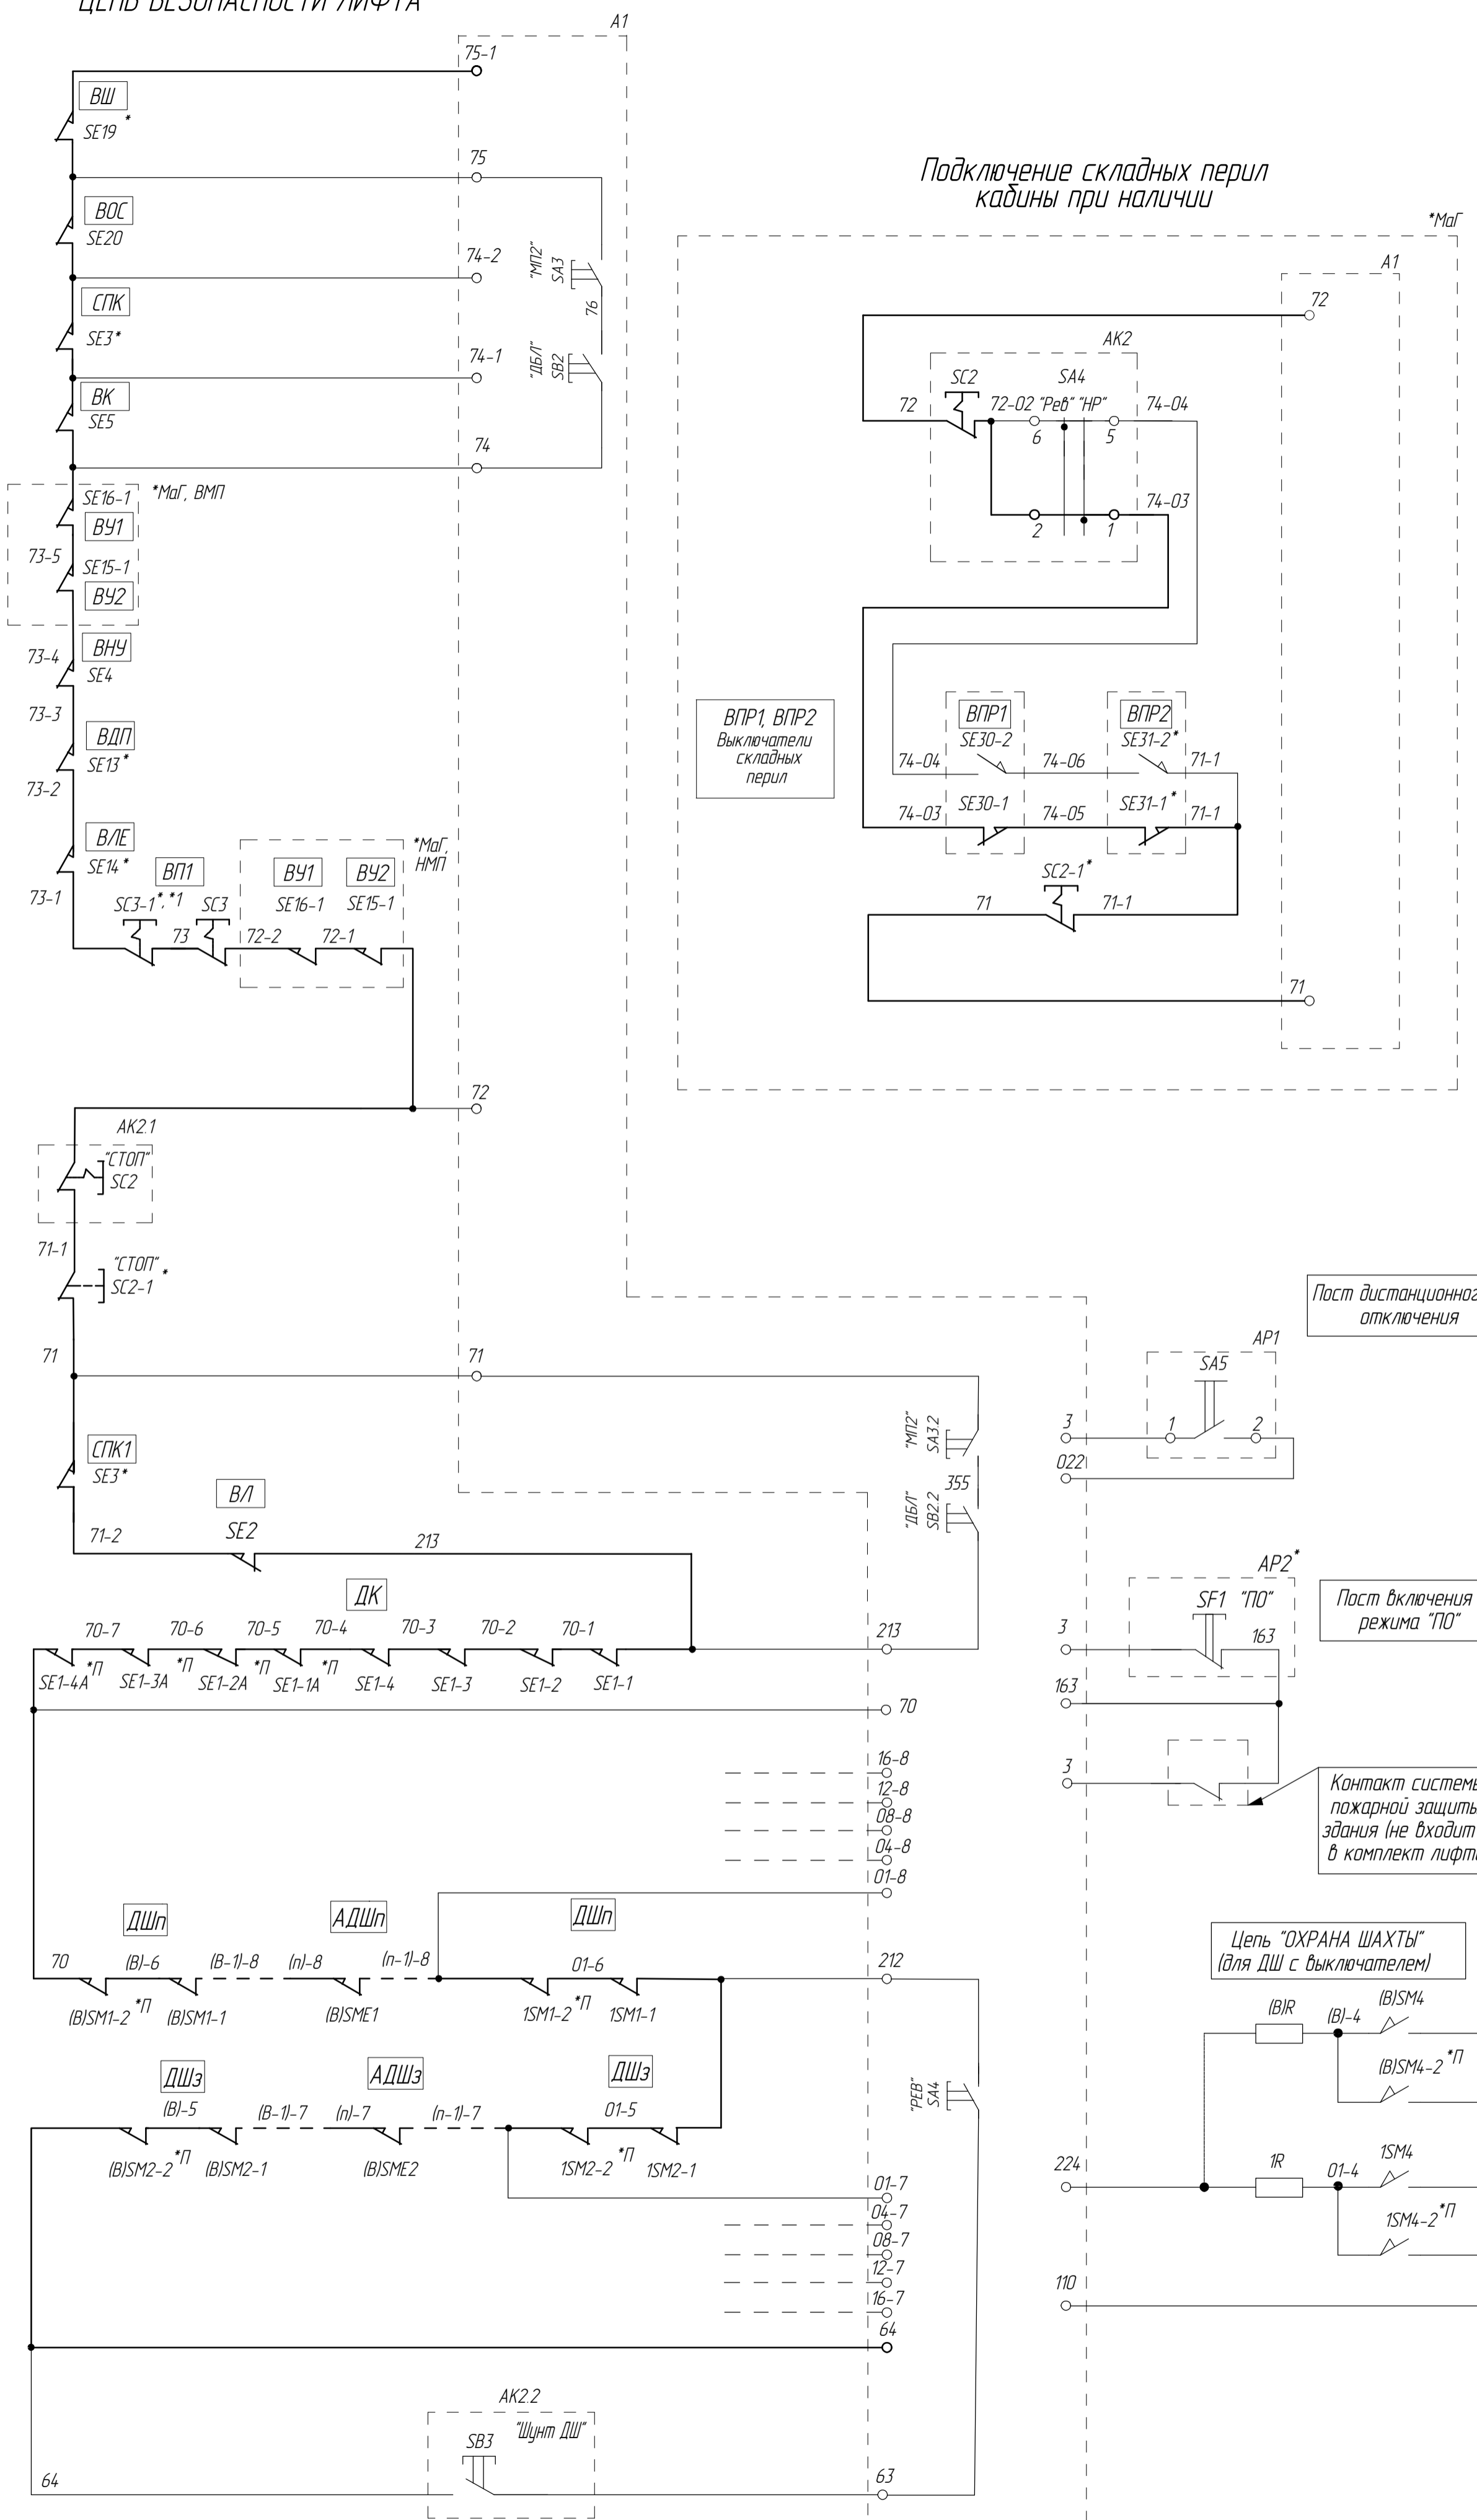 ЦЕПЬ БЕЗОПАСНОСТИ ЛИФТА
А1
75-1
ВШ
SE19 *
75
ВОС
SE20
74-2
"МП2"
SA3
76
СПК
SE3*
74-1
"ДБЛ"
SB2
ВК
SE5
74
SE16-1
*МаГ, ВМП
ВУ1
73-5
SE15-1
ВУ2
73-4
ВНУ
SE4
73-3
ВДП
SE13*
73-2
ВЛЕ
SE14*
73-1
ВП1
SC3-1*,*1
SC3
73
72-2
72-1
ВУ1
ВУ2
SE16-1
SE15-1
*МаГ,
НМП
72
АК2.1
"СТОП"
SC2
71-1
"СТОП"
SC2-1 *
71
71
СПК1
SE3*
ВЛ
SE2
71-2
213
"МП2"
SA3.2
355
"ДБЛ"
SB2.2
ДК
70-7
70-6
70-5
70-4
70-3
70-2
70-1
213
SE1-4A
*П
SE1-3A
*П
SE1-2A
*П
SE1-1A
*П
SE1-4
SE1-3
SE1-2
SE1-1
70
16-8
12-8
08-8
04-8
01-8
ДШп
АДШп
ДШп
70
(В)-6
(В-1)-8
(п)-8
(п-1)-8
01-6
212
(В)SM1-2
*П
(В)SM1-1
(В)SME1
1SM1-2
*П
1SM1-1
ДШз
АДШз
ДШз
(В)-5
(В-1)-7
(п)-7
(п-1)-7
01-5
"РЕВ"
SA4
(В)SM2-2
*П
(В)SM2-1
(В)SME2
1SM2-2
*П
1SM2-1
01-7
04-7
08-7
12-7
16-7
64
АК2.2
SB3
"Шунт ДШ"
64
63
Подключение складных перил
кабины при наличии
*МаГ
А1
72
АК2
SC2
SA4
72
72-02
"Рев"
"НР"
74-04
6
5
74-03
2
1
ВПР1, ВПР2
Выключатели
складных
перил
ВПР1
ВПР2
SE30-2
SE31-2*
74-04
74-06
71-1
SE30-1
SE31-1*
74-03
74-05
71-1
SC2-1*
71
71-1
71
Пост дистанционног
отключения
АР1
SA5
3
1
2
022
АР2*
Пост включения
режима "ПО"
SF1
"ПО"
3
163
163
3
Контакт систем
пожарной защиты
здания (не входит
в комплект лифт
Цепь "ОХРАНА ШАХТЫ"
(для ДШ с выключателем)
(В)R
(В)-4
(В)SM4
(В)SM4-2
*П
224
1R
01-4
1SM4
1SM4-2
*П
110